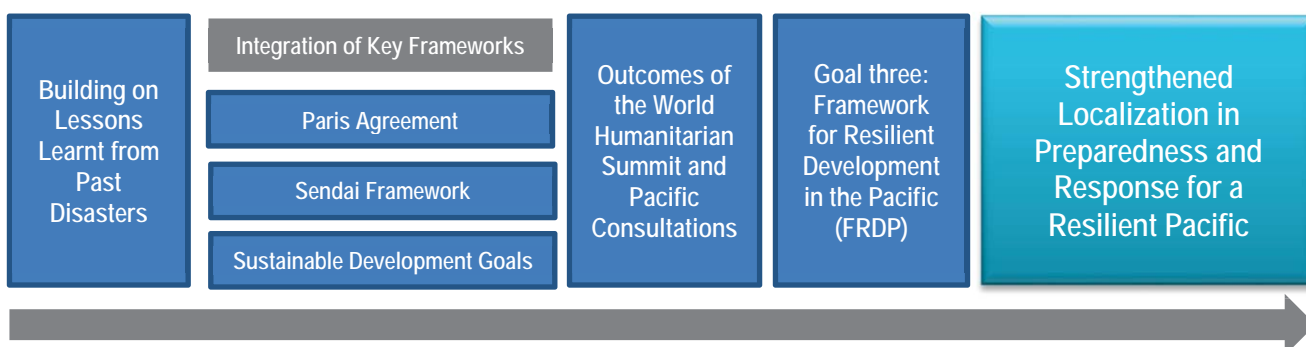 Building on
Lessons
Learnt from
Past
Disasters
Integration of Key Frameworks
Paris Agreement
Sendai Framework
Sustainable Development Goals
Outcomes of
the World
Humanitarian
Summit and
Pacific
Consultations
Goal three:
Framework
for Resilient
Development
in the Pacific
(FRDP)
Strengthened
Localization in
Preparedness and
Response for a
Resilient Pacific